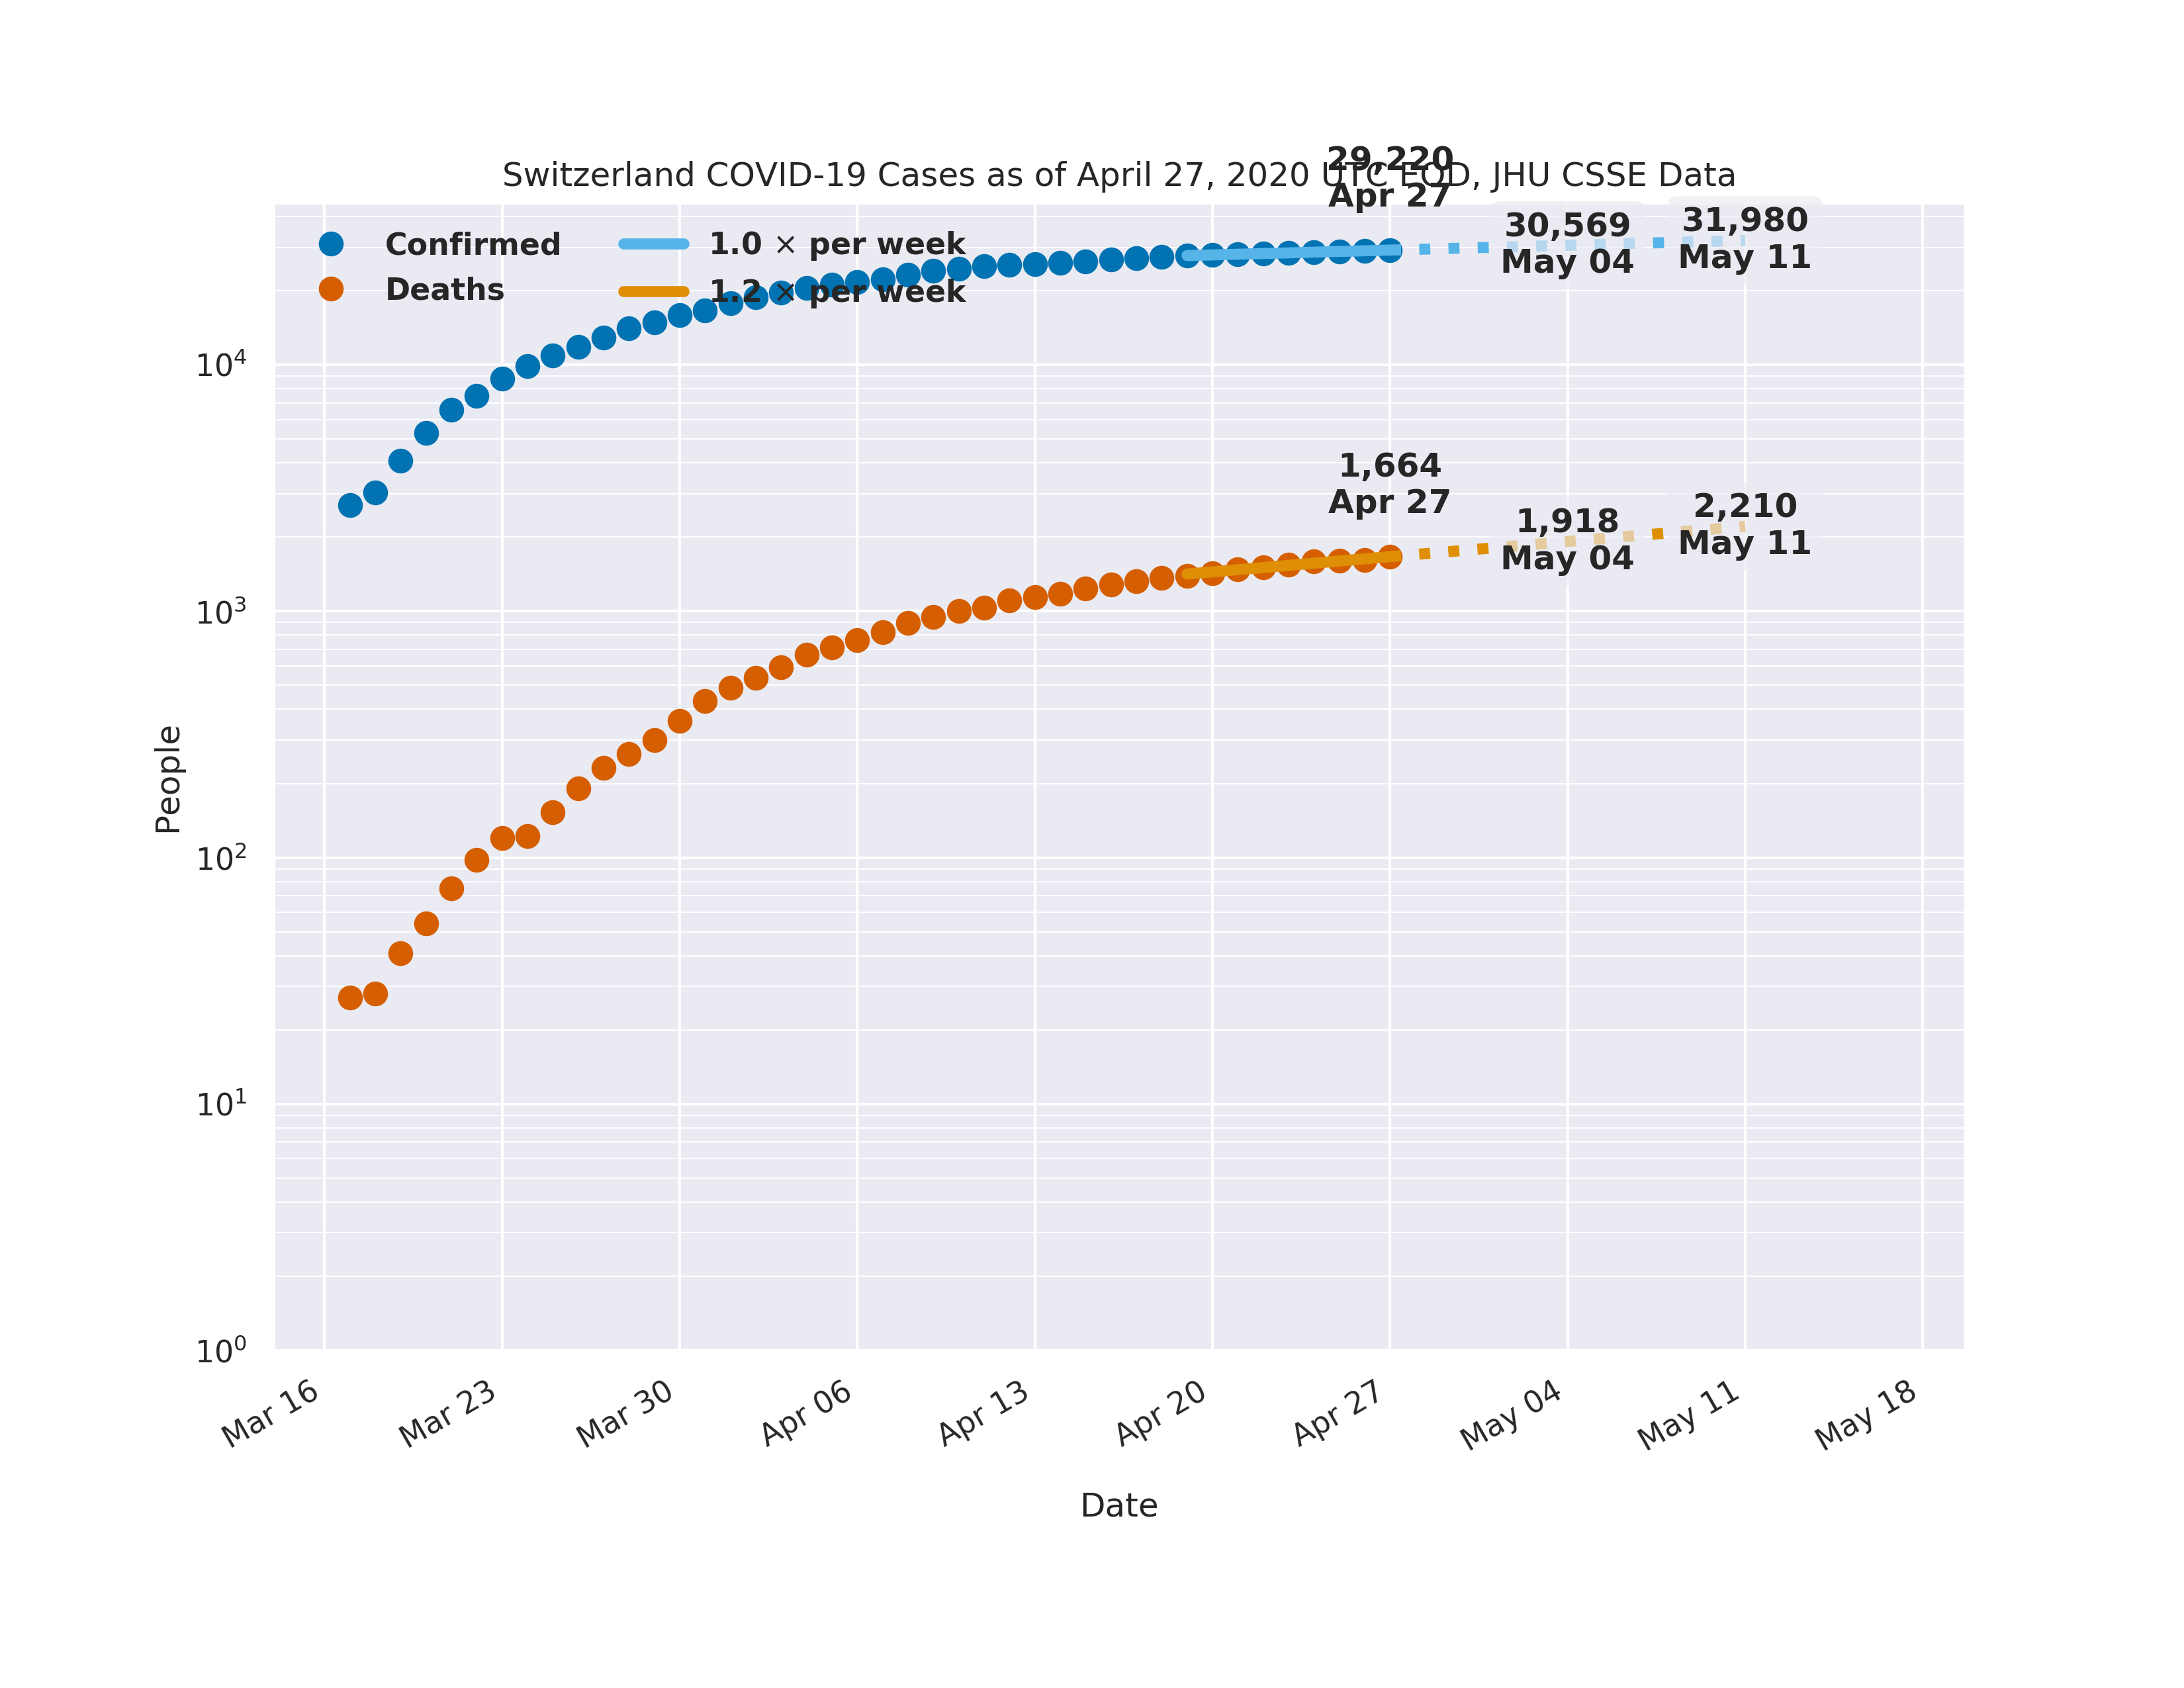 Switzerland COVID-19 Cases as of April 27, 2020 UTC EOD, JHU CSSE Data
29,220
Apr 27
30,569
May 04
31,980
May 11
Confirmed
Deaths
1.0 × per week
1.2 × per week
1,664
Apr 27
1,918
May 04
2,210
May 11
People
10⁴
10³
10²
10¹
10⁰
Mar 16
Mar 23
Mar 30
Apr 06
Apr 13
Apr 20
Apr 27
May 04
May 11
May 18
Date